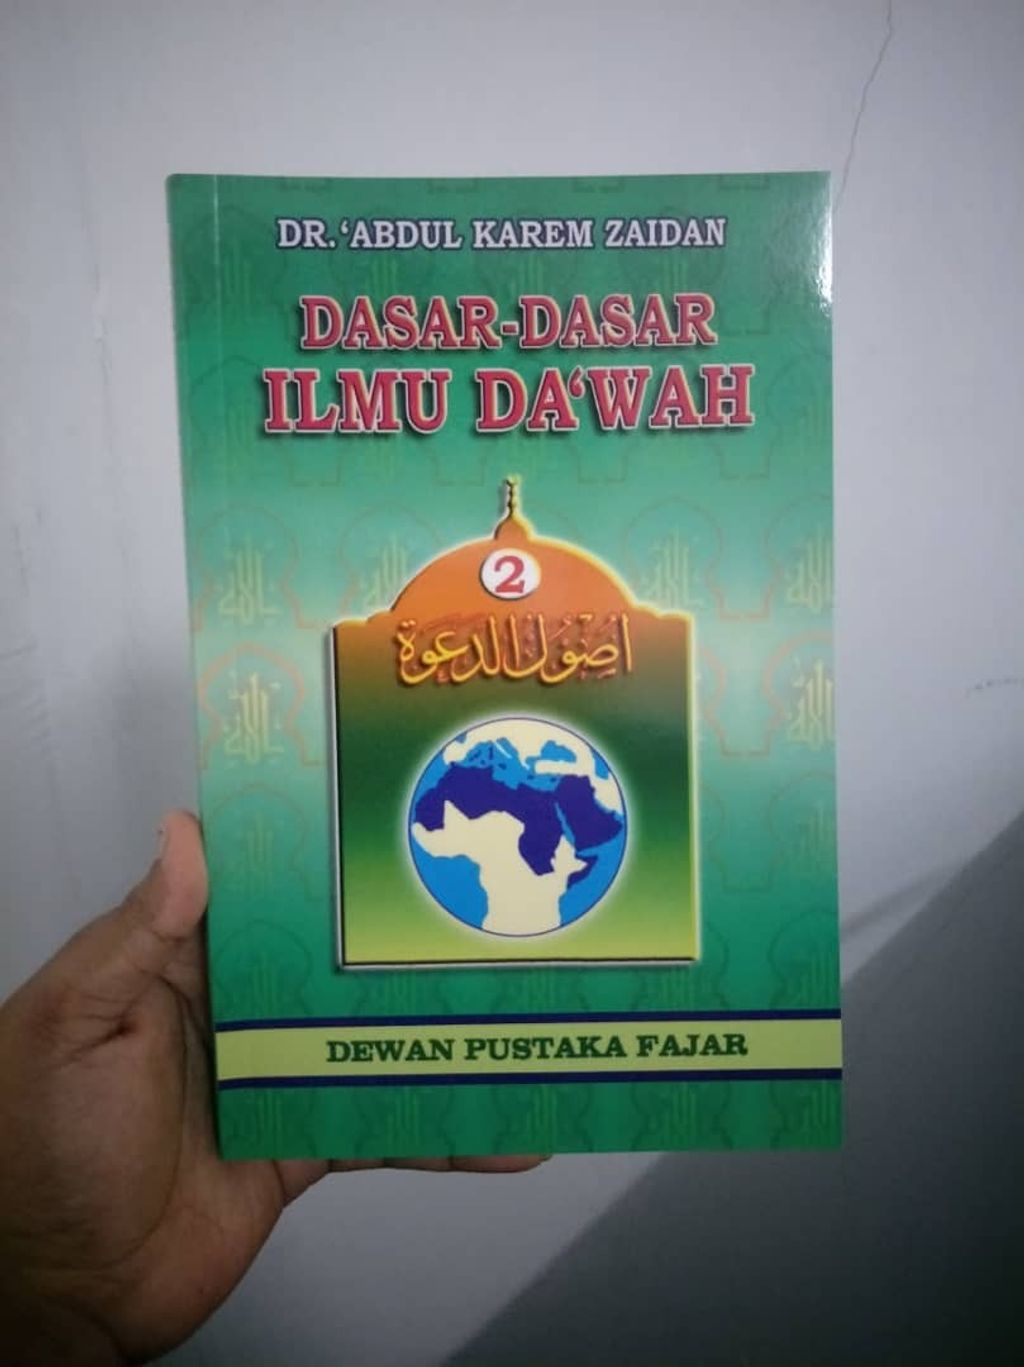 DR. ‘ABDUL KAREM ZAIDAN
DASAR-DASAR
ILMU DA‘WAH
2
اصول الدعوة
DEWAN PUSTAKA FAJAR